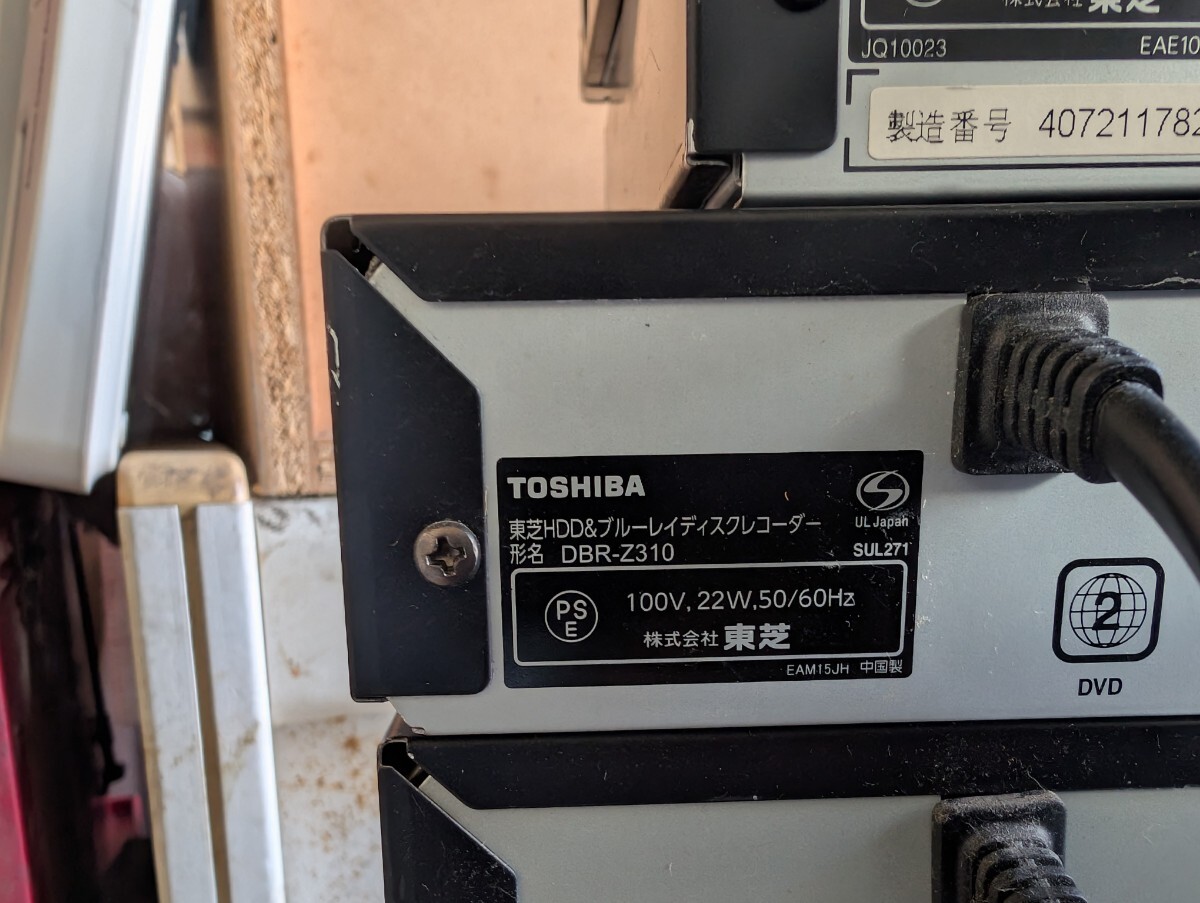 株式会社 東芝
JQ10023
EAE10
製造番号 407211782
TOSHIBA
東芝HDD&ブルーレイディスクレコーダー
形名 DBR-Z310
UL Japan
SUL271
PS
E
100V, 22W, 50/60Hz
株式会社 東芝
EAM15JH 中国製
2
DVD